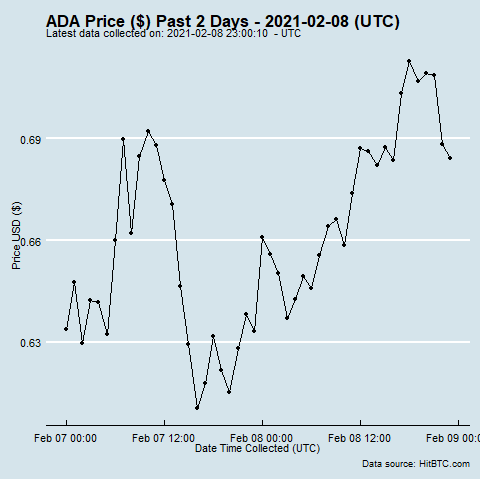 ADA Price ($) Past 2 Days - 2021-02-08 (UTC)
Latest data collected on: 2021-02-08 23:00:10 - UTC
0.69
0.66
0.63
Price USD ($)
Feb 07 00:00 Feb 07 12:00 Feb 08 00:00 Feb 08 12:00 Feb 09 00:0
Date Time Collected (UTC)
Data source: HitBTC.com